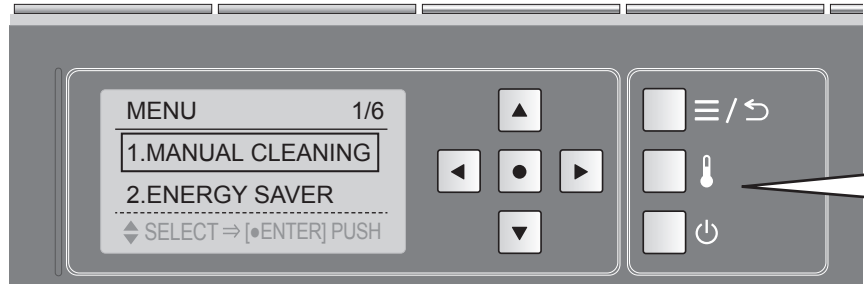 MENU 1/6
1.MANUAL CLEANING
2.ENERGY SAVER
SELECT ⇒ [●ENTER] PUSH